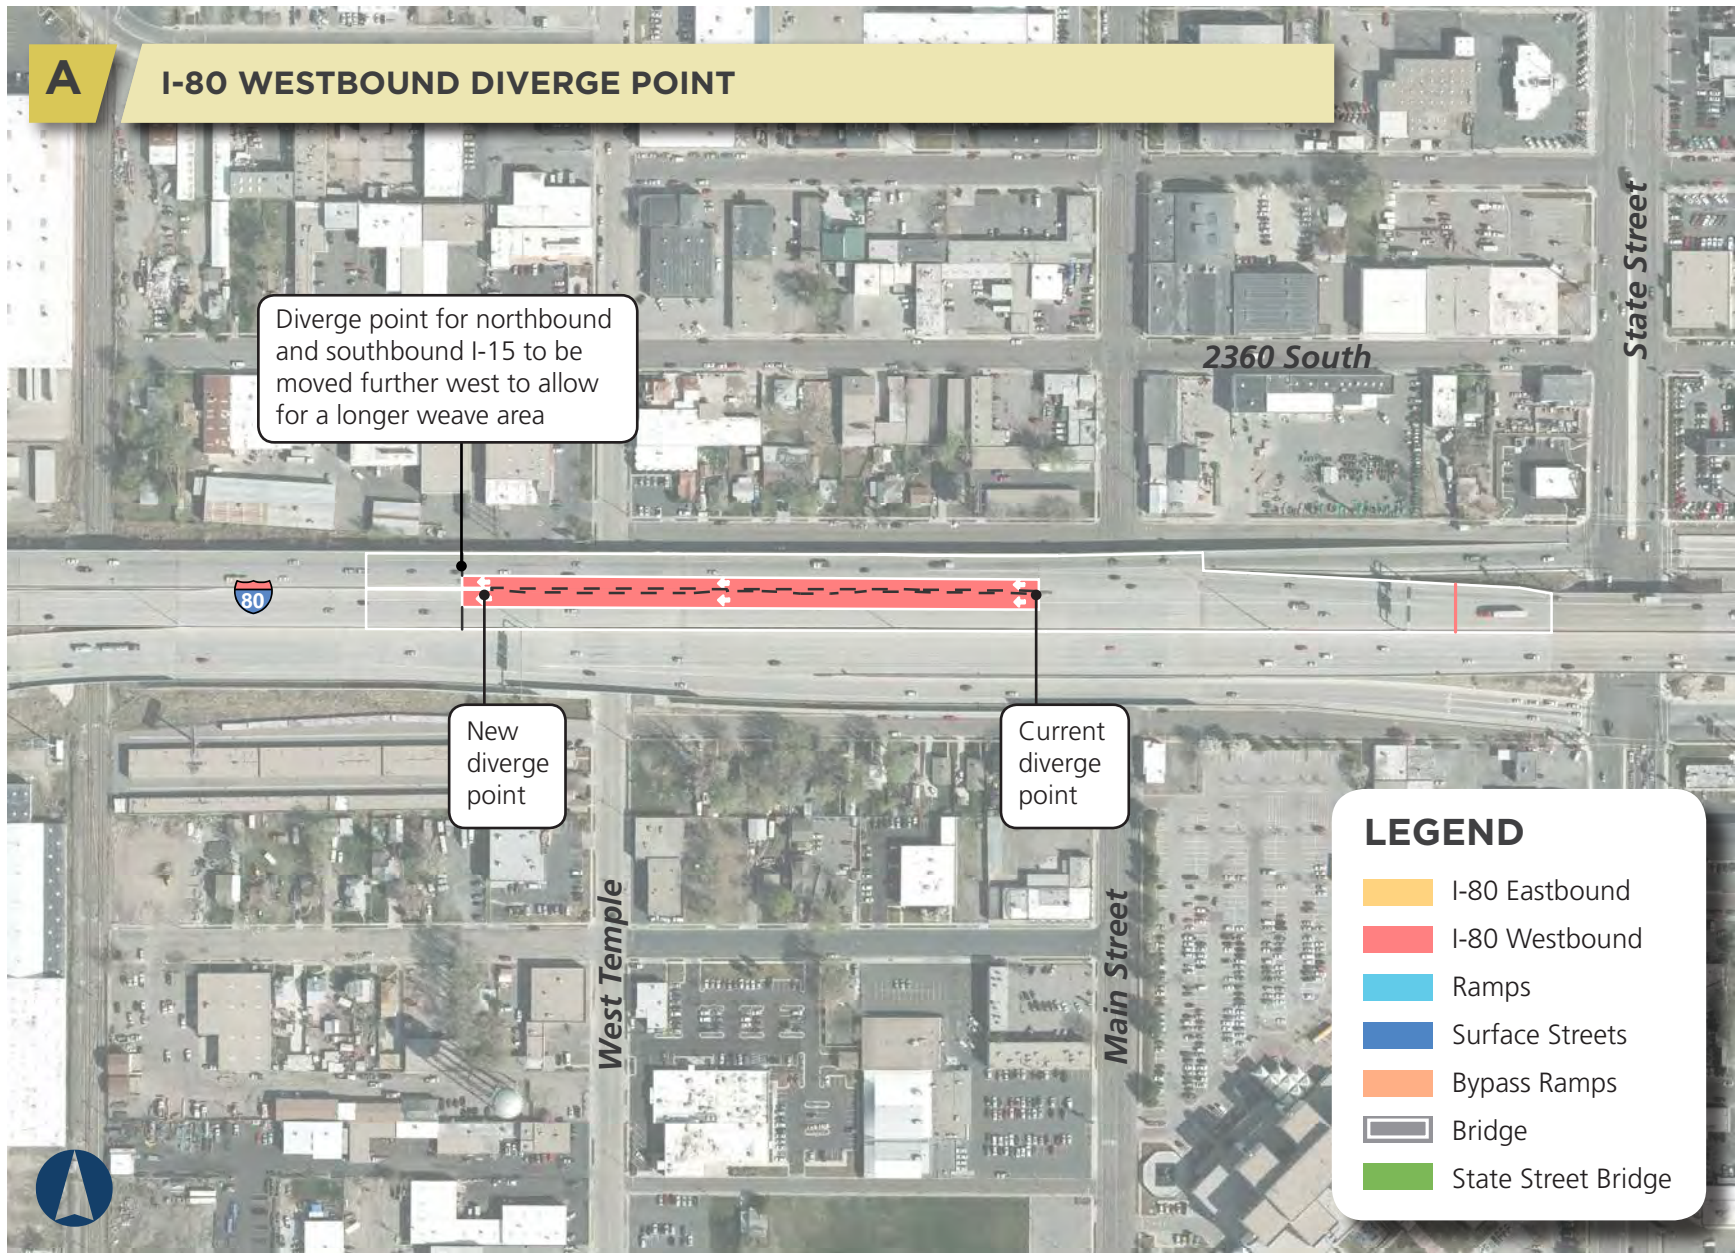 A
I-80 WESTBOUND DIVERGE POINT
State Street
Diverge point for northbound
and southbound I-15 to be
moved further west to allow
for a longer weave area
2360 South
80
New
diverge
point
Current
diverge
point
West Temple
Main Street
LEGEND
I-80 Eastbound
I-80 Westbound
Ramps
Surface Streets
Bypass Ramps
Bridge
State Street Bridge